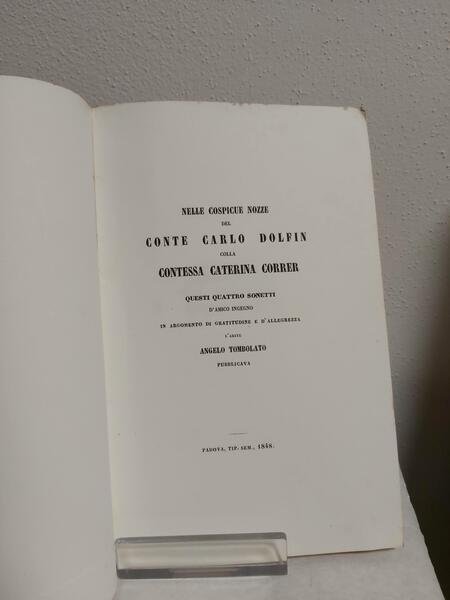 NELLE COSPICUE NOZZE
DEL
CONTE CARLO DOLFIN
COLLA
CONTESSA CATERINA CORRER
QUESTI QUATTRO SONETTI
D'AMICO INGEGNO
IN ARGOMENTO DI GRATITUDINE E D'ALLEGREZZA
L'ABATE
ANGELO TOMBOLATO
PUBBLICAVA
PADOVA, TIP. SEM., 1848.